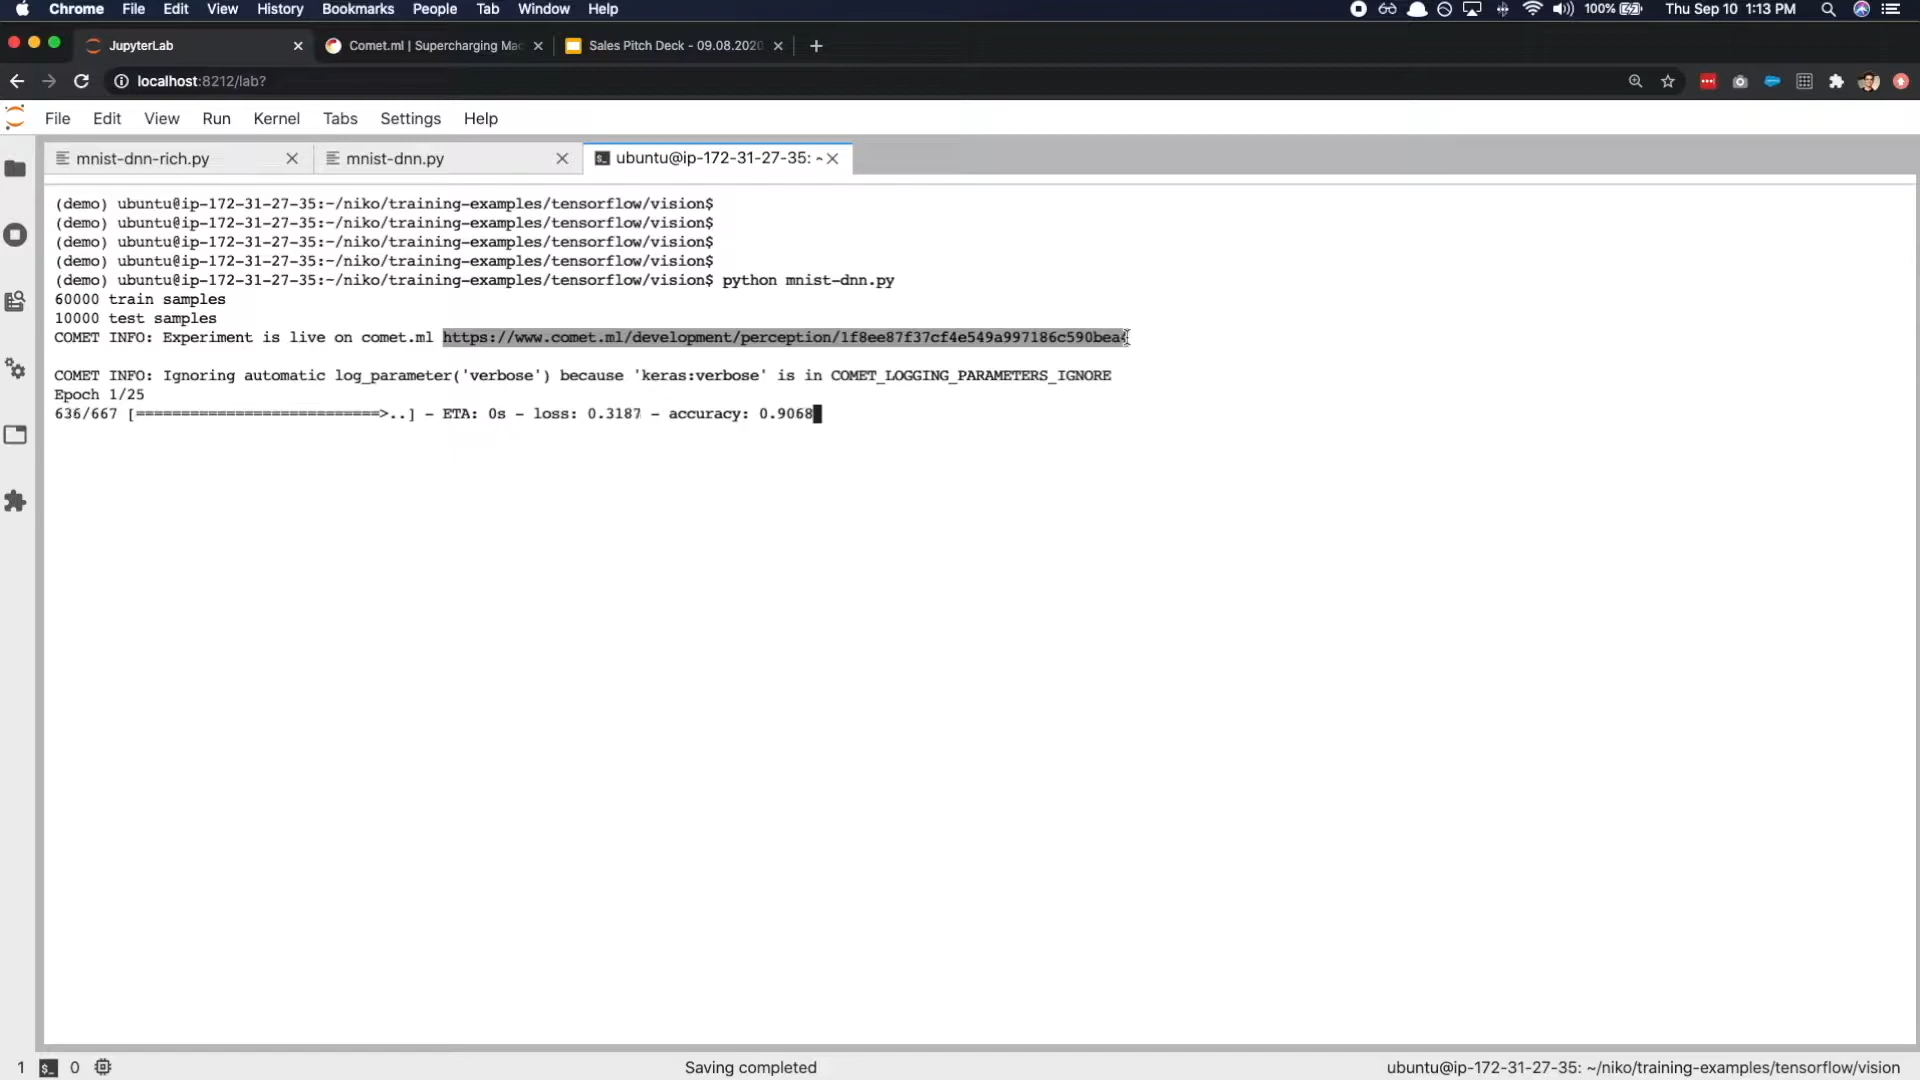 Chrome File Edit View History Bookmarks People Tab Window Help 100% Thu Sep 10 1:13 PM
JupyterLab Comet.ml | Supercharging Ma Sales Pitch Deck - 09.08.2020
localhost:8212/lab?
File Edit View Run Kernel Tabs Settings Help
mnist-dnn-rich.py mnist-dnn.py ubuntu@ip-172-31-27-35: ~
(demo) ubuntu@ip-172-31-27-35:~/niko/training-examples/tensorflow/vision$
(demo) ubuntu@ip-172-31-27-35:~/niko/training-examples/tensorflow/vision$
(demo) ubuntu@ip-172-31-27-35:~/niko/training-examples/tensorflow/vision$
(demo) ubuntu@ip-172-31-27-35:~/niko/training-examples/tensorflow/vision$
(demo) ubuntu@ip-172-31-27-35:~/niko/training-examples/tensorflow/vision$ python mnist-dnn.py
60000 train samples
10000 test samples
COMET INFO: Experiment is live on comet.ml
COMET INFO: Ignoring automatic log_parameter('verbose') because 'keras:verbose' is in COMET_LOGGING_PARAMETERS_IGNORE
Epoch 1/25
636/667 [===========================>..] - ETA: 0s - loss: 0.3187 - accuracy: 0.9068
1 $_ 0 Saving completed ubuntu@ip-172-31-27-35: ~/niko/training-examples/tensorflow/vision